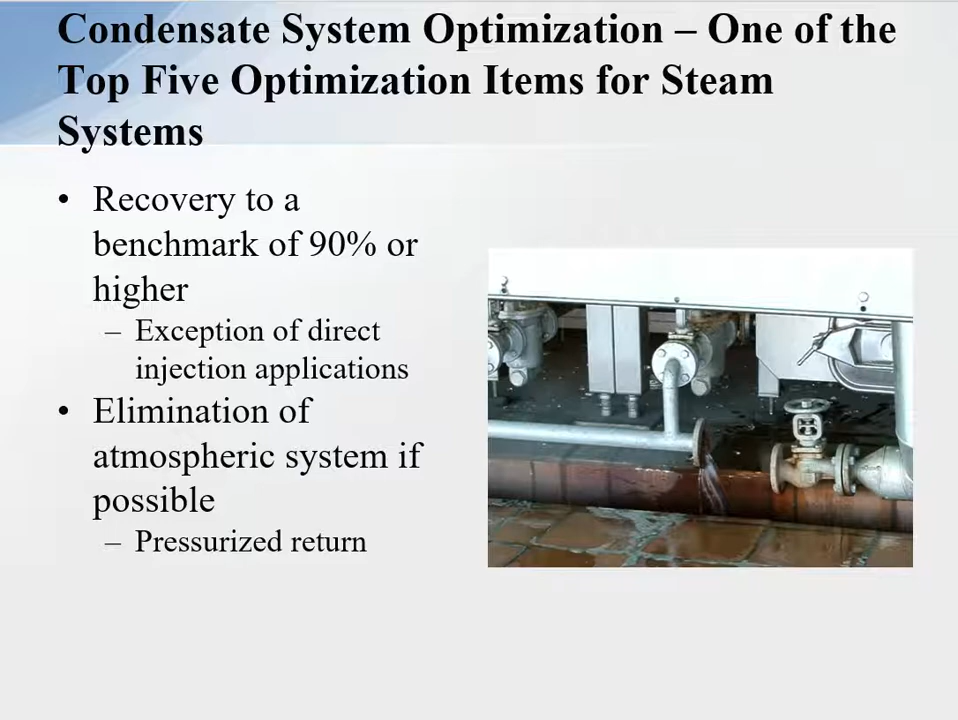 Condensate System Optimization – One of the
Top Five Optimization Items for Steam
Systems
• Recovery to a
benchmark of 90% or
higher
– Exception of direct
injection applications
• Elimination of
atmospheric system if
possible
– Pressurized return